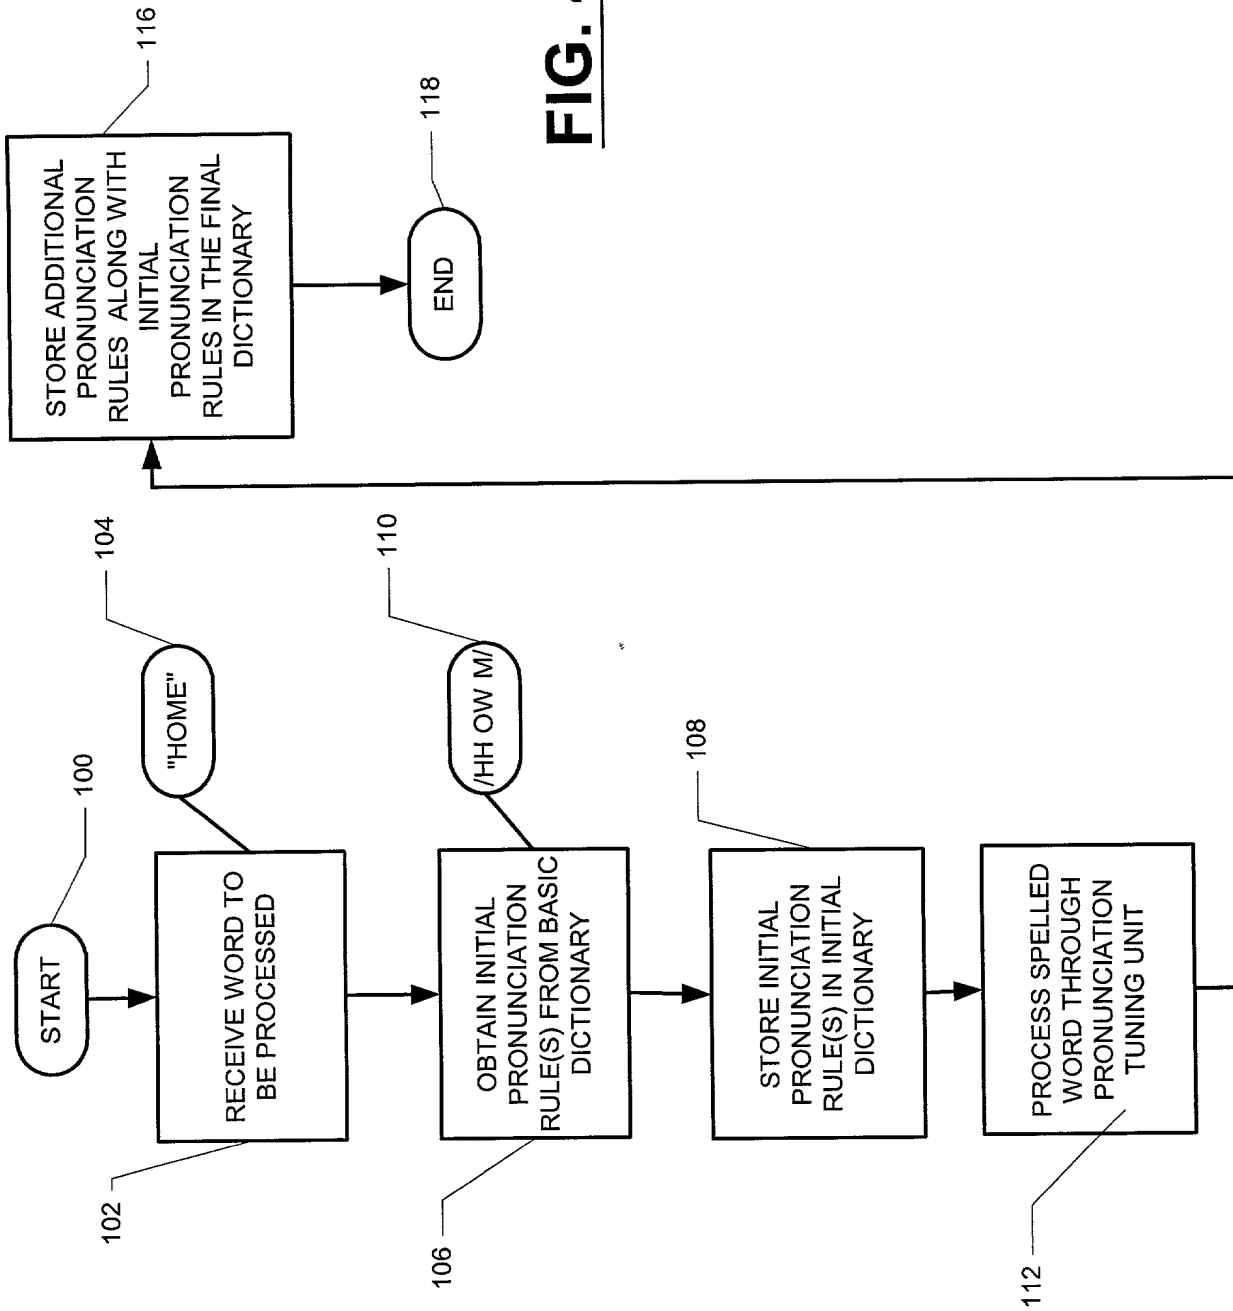 100
START
RECEIVE WORD TO
BE PROCESSED
102
104
"HOME"
OBTAIN INITIAL
PRONUNCIATION
RULE(S) FROM BASIC
DICTIONARY
106
110
/HH OW M/
STORE INITIAL
PRONUNCIATION
RULE(S) IN INITIAL
DICTIONARY
108
PROCESS SPELLED
WORD THROUGH
PRONUNCIATION
TUNING UNIT
112
STORE ADDITIONAL
PRONUNCIATION
RULES ALONG WITH
INITIAL
PRONUNCIATION
RULES IN THE FINAL
DICTIONARY
116
END
118
FIG.